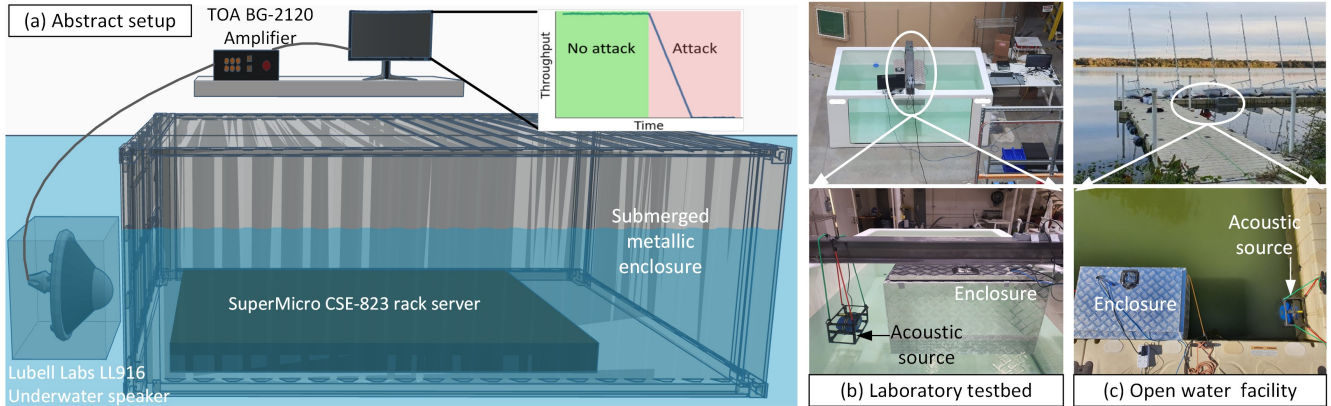 (a) Abstract setup
TOA BG-2120
Amplifier
Throughput
No attack
Attack
Time
Submerged
metallic
enclosure
SuperMicro CSE-823 rack server
Lubell Labs LL916
Underwater speaker
Enclosure
Acoustic
source
(b) Laboratory testbed
Acoustic
source
Enclosure
(c) Open water facility